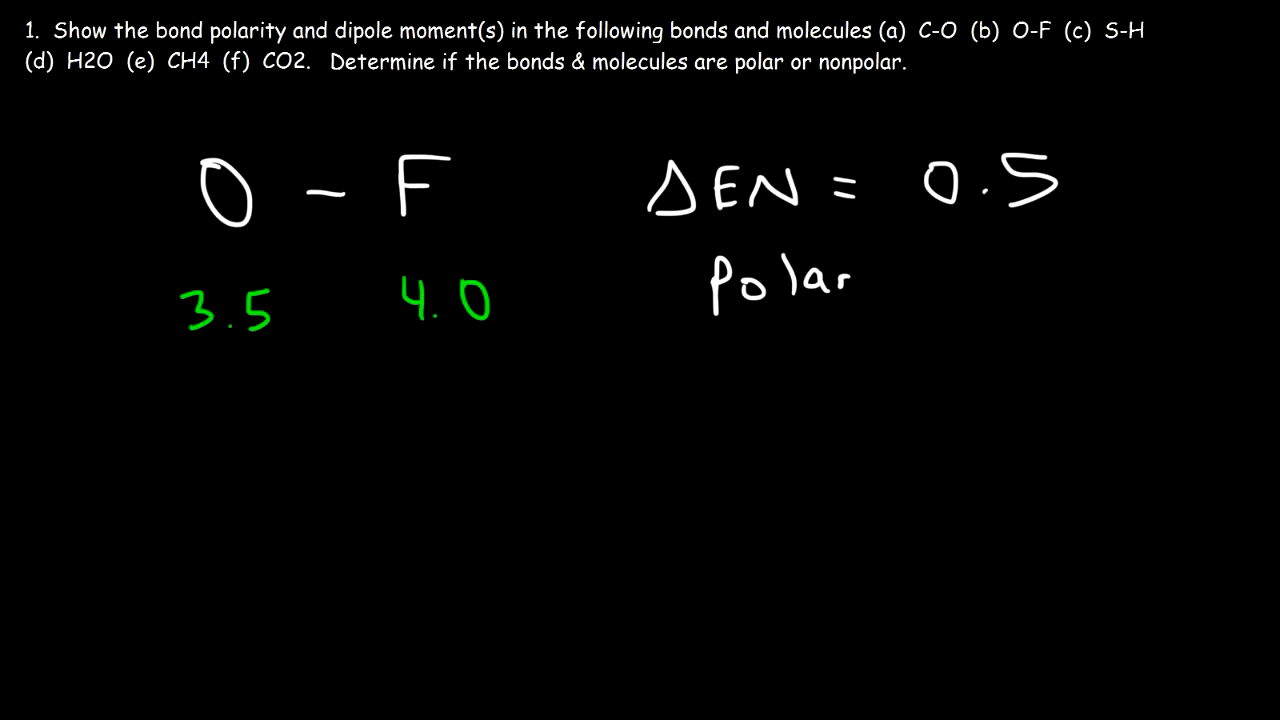 1. Show the bond polarity and dipole moment(s) in the following bonds and molecules (a) C-O (b) O-F (c) S-H
(d) H2O (e) CH4 (f) CO2. Determine if the bonds & molecules are polar or nonpolar.
O - F ΔEN = 0.5
3.5 4.0 polar